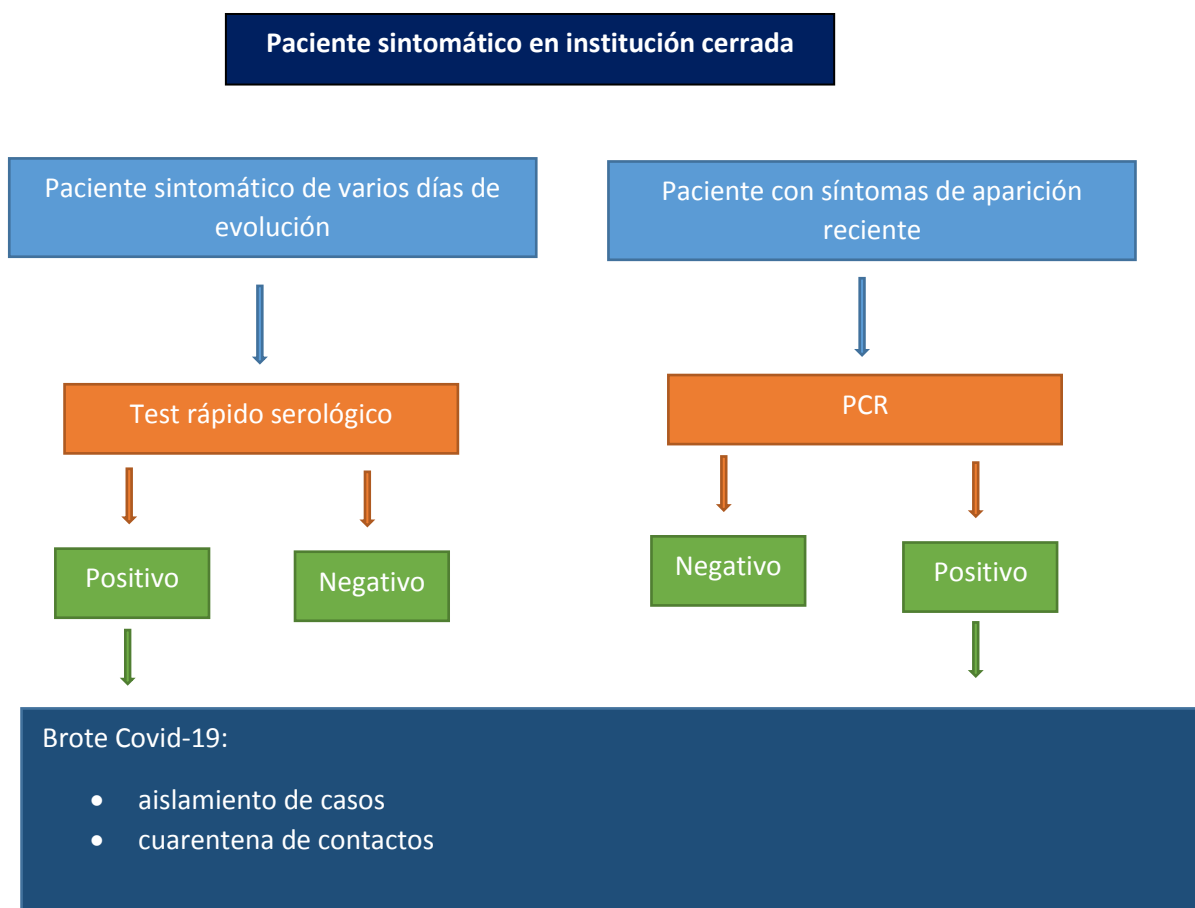 Paciente sintomático en institución cerrada
Paciente sintomático de varios días de
evolución
Paciente con síntomas de aparición
reciente
Test rápido serológico
PCR
Positivo
Negativo
Negativo
Positivo
Brote Covid-19:
• aislamiento de casos
• cuarentena de contactos